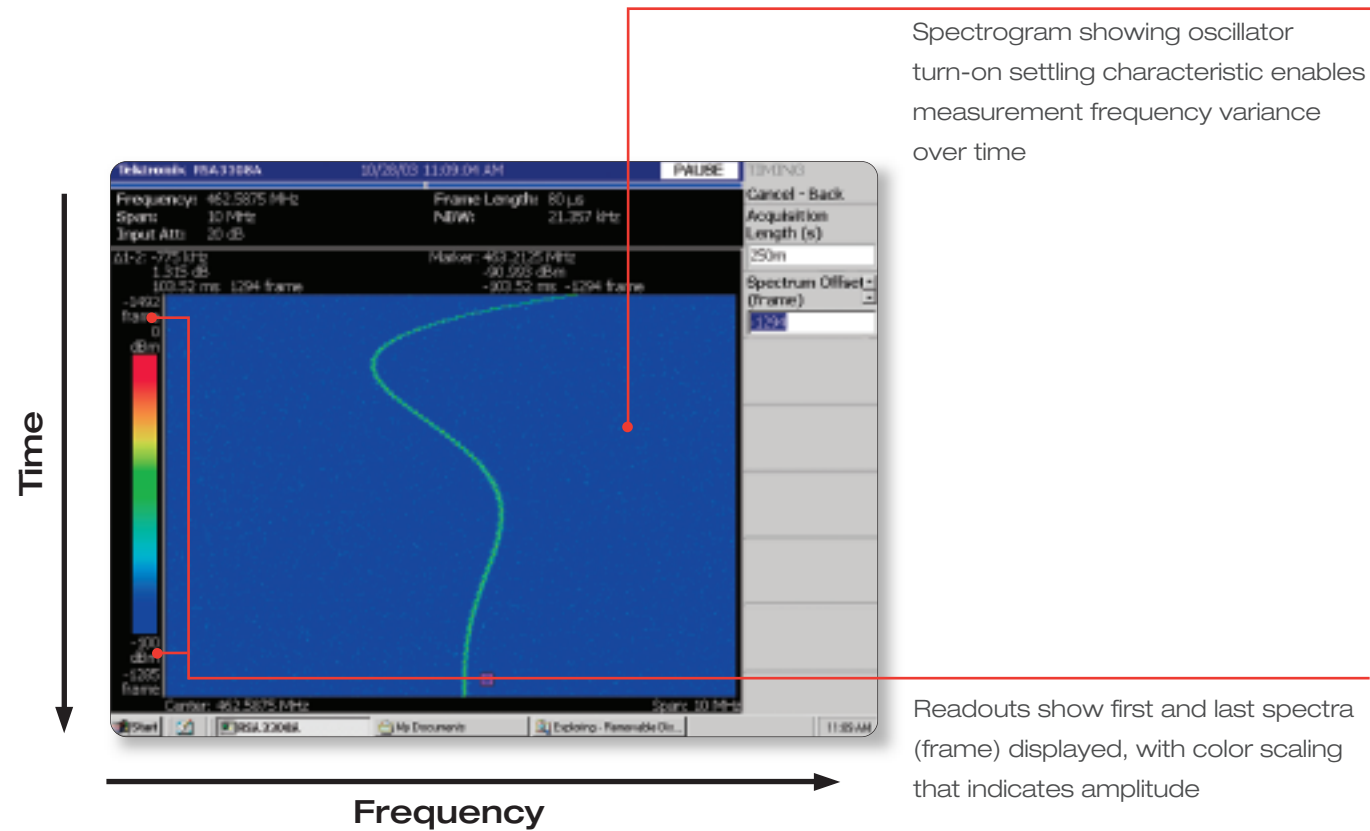 Spectrogram showing oscillator
turn-on settling characteristic enables
measurement frequency variance
over time
Tektronix RSA3308A 10/28/03 11:09:04 AM PAUSE TIMING
Frequency: 462.5875 MHz Frame Length: 80 µs
Span: 10 MHz NBW: 21.357 kHz
Input Att: 20 dB
Cancel - Back
Acquisition
Length (s)
250m
Spectrum Offset
(frame)
-1294
Δ1-2: -775 kHz Marker: 463.2125 MHz
1.315 dB -90.993 dBm
103.52 ms 1294 frame -103.52 ms -1294 frame
-1492
frame
0
dBm
-100
dBm
-1285
frame
Center: 462.5875 MHz Span: 10 MHz
Start RSA 3308A My Documents Exploring - Removable Dis... 11:05 AM
Time
Frequency
Readouts show first and last spectra
(frame) displayed, with color scaling
that indicates amplitude